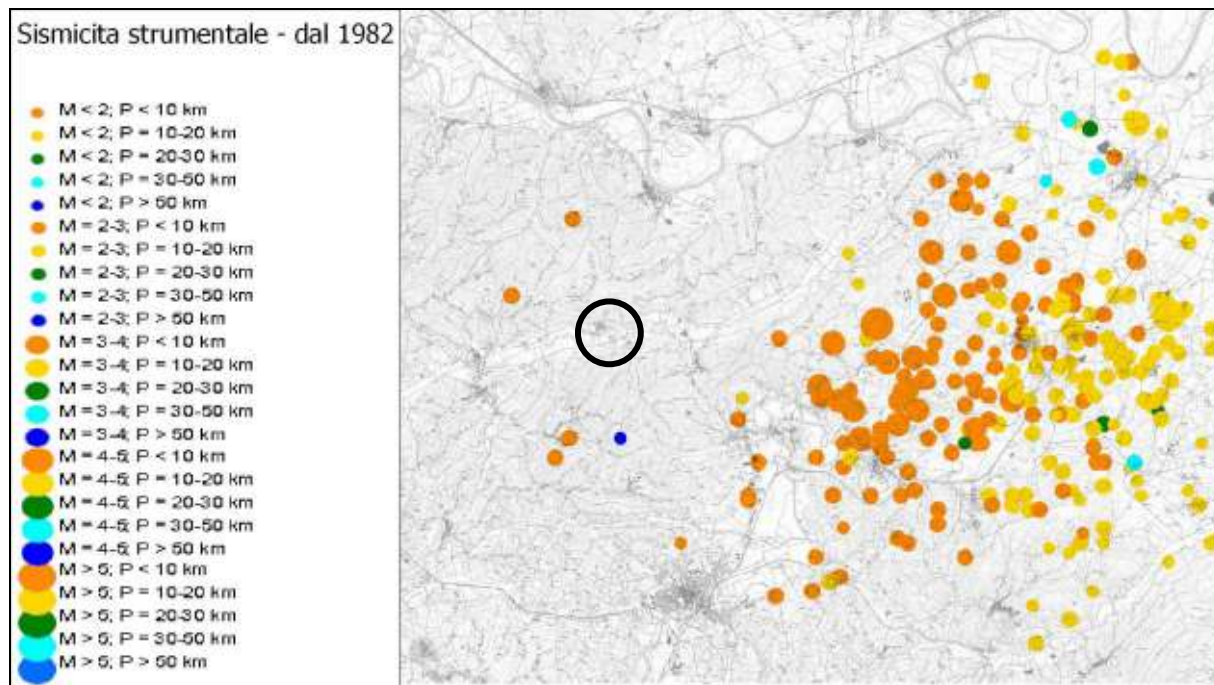 Sismicita strumentale - dal 1982
M < 2; P < 10 km
M < 2; P = 10-20 km
M < 2; P = 20-30 km
M < 2; P = 30-50 km
M < 2; P > 50 km
M = 2-3; P < 10 km
M = 2-3; P = 10-20 km
M = 2-3; P = 20-30 km
M = 2-3; P = 30-50 km
M = 2-3; P > 50 km
M = 3-4; P < 10 km
M = 3-4; P = 10-20 km
M = 3-4; P = 20-30 km
M = 3-4; P = 30-50 km
M = 3-4; P > 50 km
M = 4-5; P < 10 km
M = 4-5; P = 10-20 km
M = 4-5; P = 20-30 km
M = 4-5; P = 30-50 km
M = 4-5; P > 50 km
M > 5; P < 10 km
M > 5; P = 10-20 km
M > 5; P = 20-30 km
M > 5; P = 30-50 km
M > 5; P > 50 km